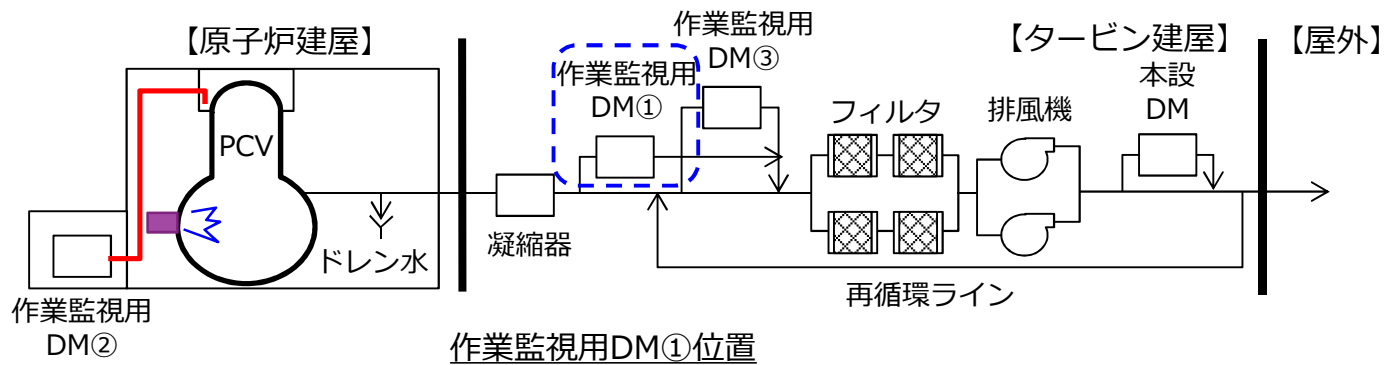 【原子炉建屋】
作業監視用
DM③
【タービン建屋】
【屋外】
作業監視用
DM①
本設
DM
フィルタ
排風機
PCV
凝縮器
ドレン水
再循環ライン
作業監視用
DM②
作業監視用DM①位置